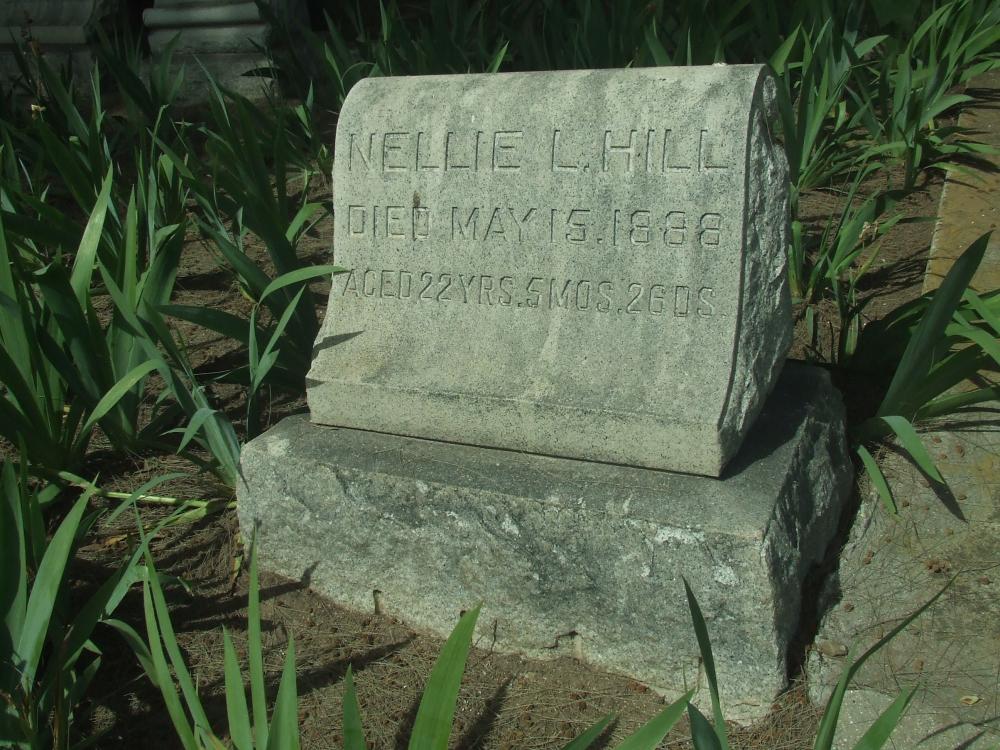 NELLIE L. HILL
DIED MAY 15. 1888
AGED 22 YRS. 5 MOS. 26 DS.